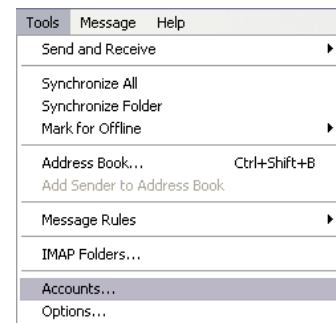 Tools Message Help
Send and Receive
Synchronize All
Synchronize Folder
Mark for Offline
Address Book... Ctrl+Shift+B
Add Sender to Address Book
Message Rules
IMAP Folders...
Accounts...
Options...